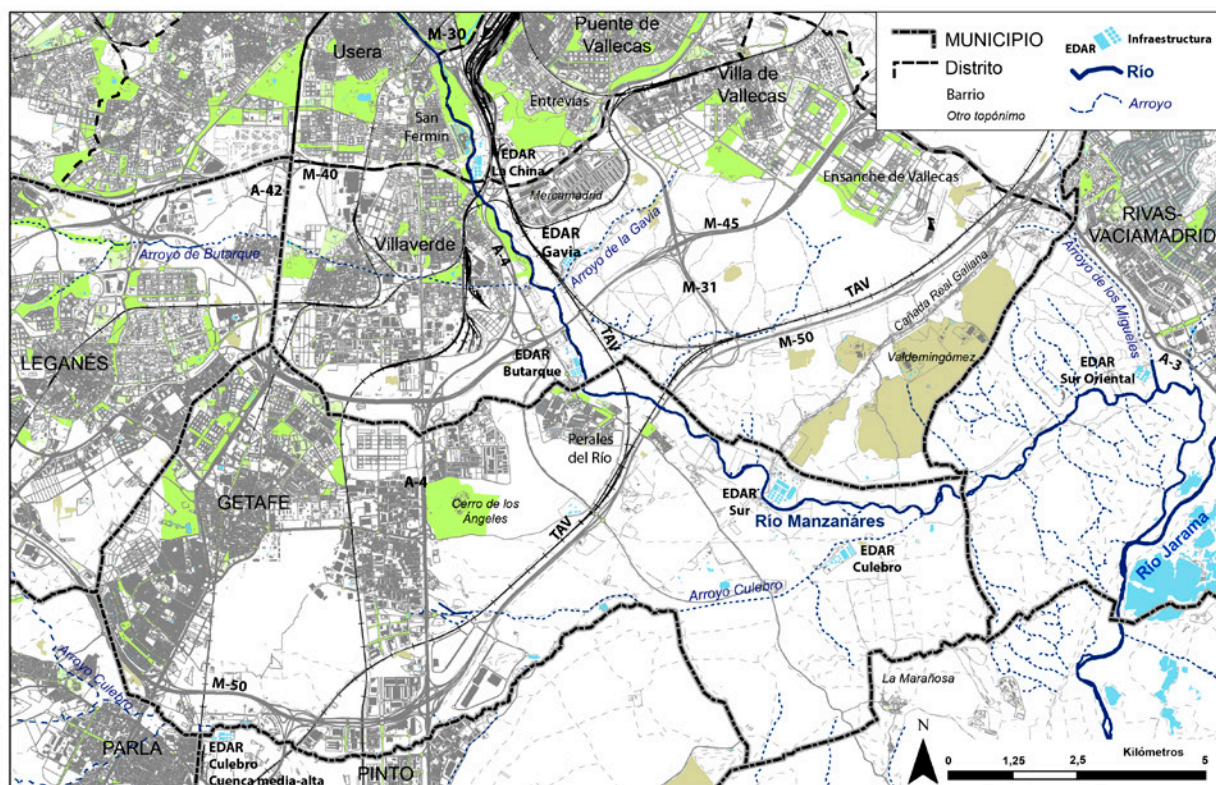 Usera
M-30
Puente de
Vallecas
Villa de
Vallecas
Entrevías
San
Fermín
EDAR
La China
Mercamadrid
Ensanche de Vallecas
A-42
M-40
Villaverde
A-4
EDAR
Gavia
Arroyo de la Gavia
M-45
M-31
TAV
Cañada Real Galiana
RIVAS-
VACIAMADRID
Arroyo de los Migueles
Arroyo de Butarque
LEGANÉS
EDAR
Butarque
TAV
M-50
Valdemingómez
EDAR
Sur Oriental
A-3
Perales
del Río
GETAFE
A-4
Cerro de los
Ángeles
TAV
EDAR
Sur
Río Manzanares
EDAR
Culebro
Río Jarama
Arroyo Culebro
Arroyo Culebro
M-50
La Marañosa
PARLA
EDAR
Culebro
Cuenca media-alta
PINTO
MUNICIPIO
Distrito
Barrio
Otro topónimo
EDAR
Infraestructura
Río
Arroyo
N
Kilómetros
0 1,25 2,5 5